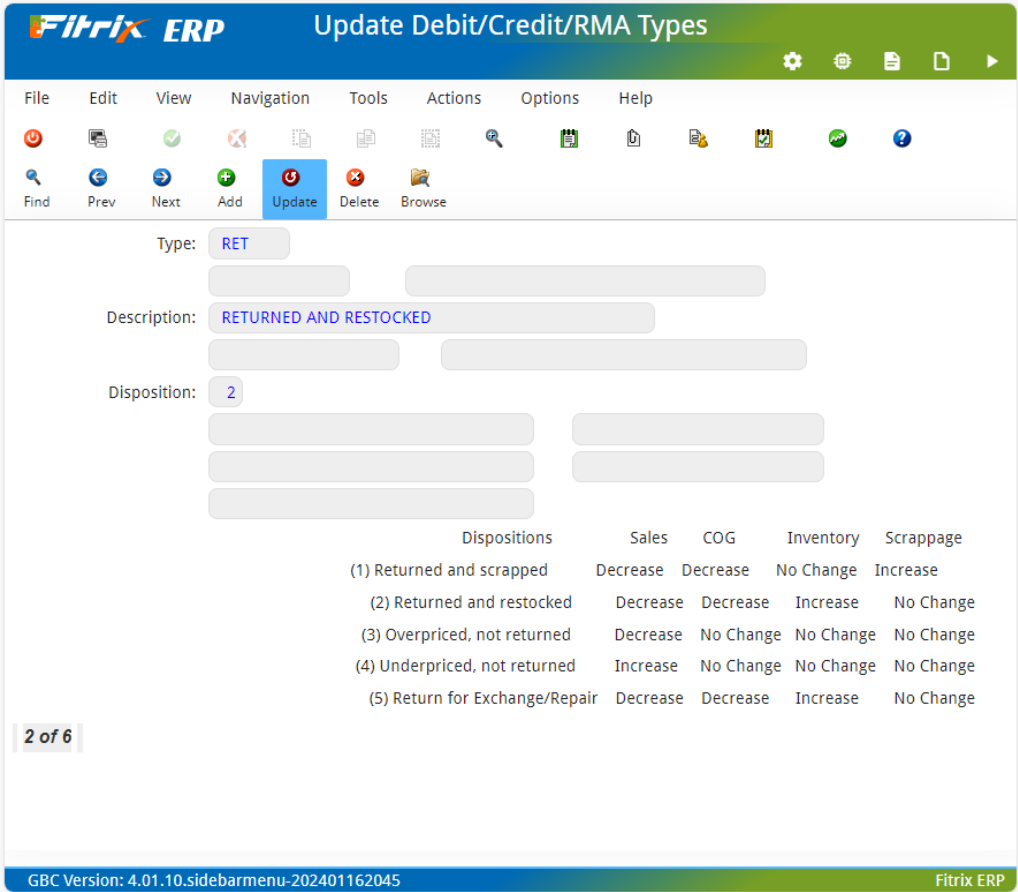 Fitrix ERP Update Debit/Credit/RMA Types
File Edit View Navigation Tools Actions Options Help
Find Prev Next Add Update Delete Browse
Type: RET
Description: RETURNED AND RESTOCKED
Disposition: 2
Dispositions Sales COG Inventory Scrappage
(1) Returned and scrapped Decrease Decrease No Change Increase
(2) Returned and restocked Decrease Decrease Increase No Change
(3) Overpriced, not returned Decrease No Change No Change No Change
(4) Underpriced, not returned Increase No Change No Change No Change
(5) Return for Exchange/Repair Decrease Decrease Increase No Change
2 of 6
GBC Version: 4.01.10.sidebarmenu-202401162045 Fitrix ERP